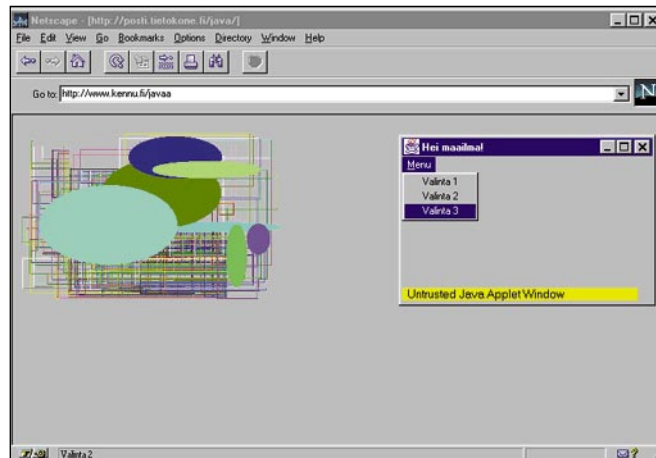 Netscape - [http://posti.tietokone.fi/java/]
File Edit View Go Bookmarks Options Directory Window Help
Go to: http://www.kennu.fi/javaa
N
Hei maailma!
Menu
Valinta 1
Valinta 2
Valinta 3
Untrusted Java Applet Window
Valinta 2